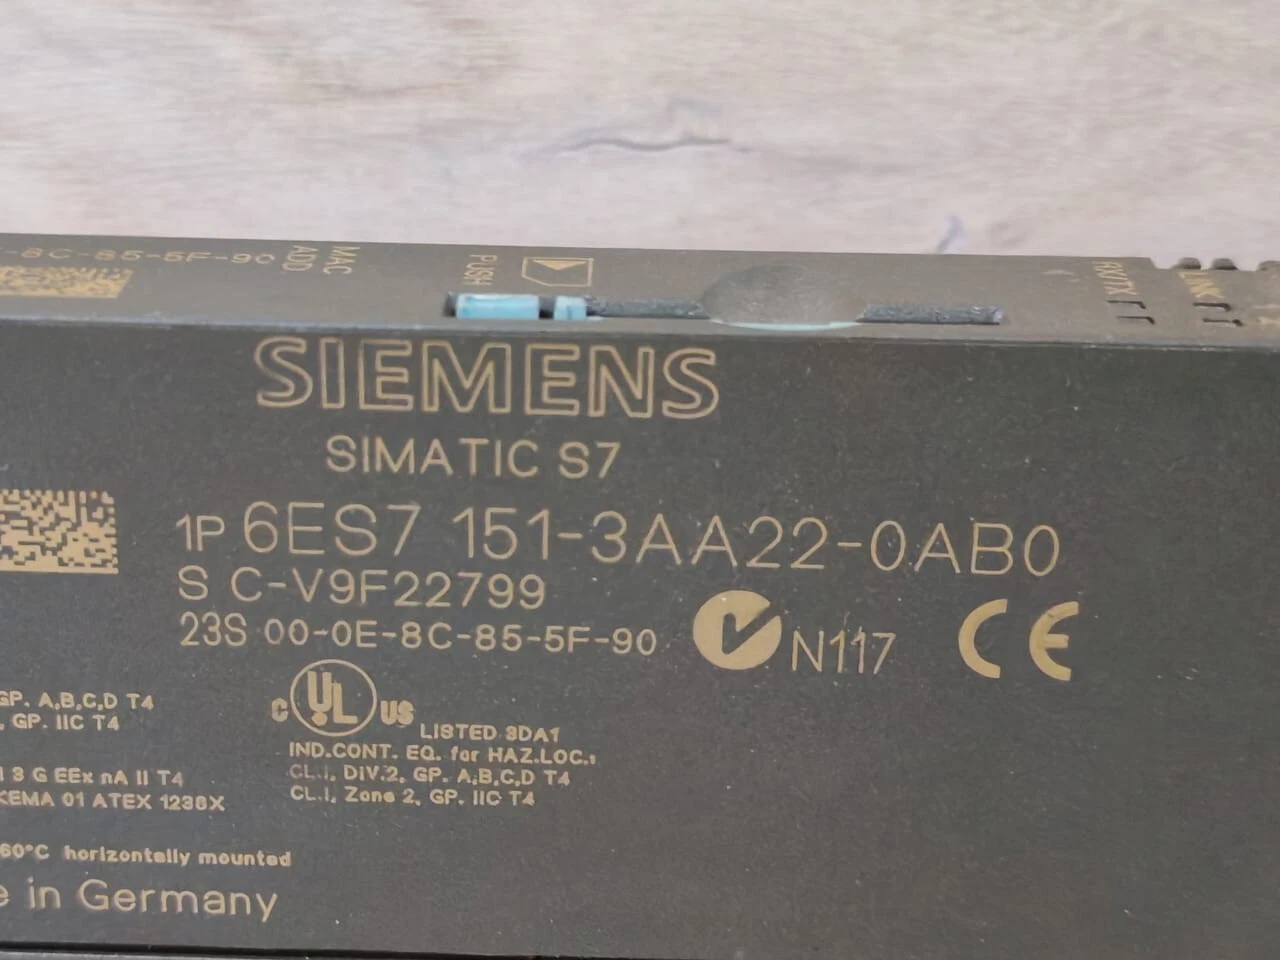 -8C-85-5F-90
MAC
ADD
PUSH
RX/TX
LINK
SIEMENS
SIMATIC S7
1P 6ES7 151-3AA22-0AB0
S C-V9F22799
23S 00-0E-8C-85-5F-90
N117 CE
GP. A,B,C,D T4
, GP. IIC T4
C UL US
LISTED 3DA1
IND.CONT. EQ. for HAZ.LOC.:
CL.I, DIV.2, GP. A,B,C,D T4
CL.I, Zone 2, GP. IIC T4
3 G EEx nA II T4
KEMA 01 ATEX 1238X
60°C horizontally mounted
in Germany